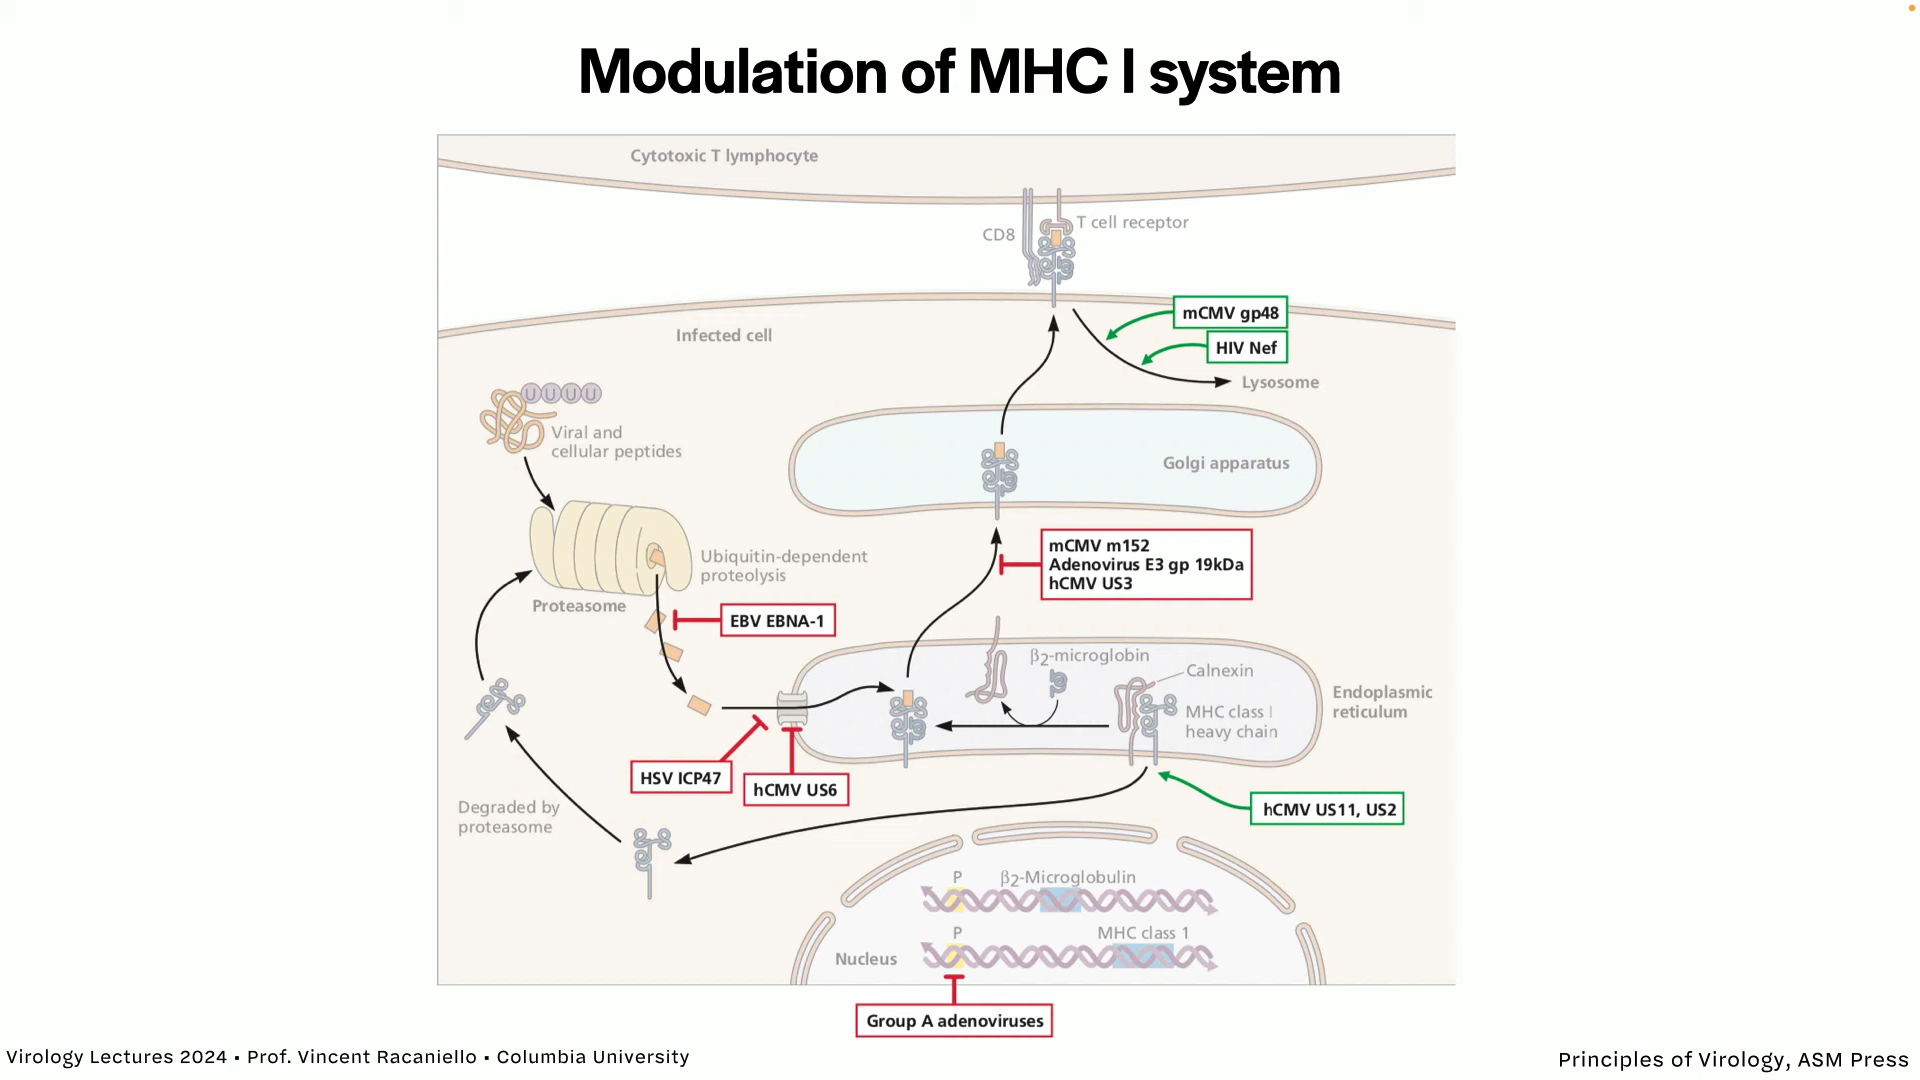 Modulation of MHC I system
Cytotoxic T lymphocyte
CD8
T cell receptor
mCMV gp48
Infected cell
HIV Nef
Lysosome
UUUU
Viral and
cellular peptides
Golgi apparatus
mCMV m152
Adenovirus E3 gp 19kDa
hCMV US3
Ubiquitin-dependent
proteolysis
Proteasome
EBV EBNA-1
β2-microglobin
Calnexin
MHC class I
heavy chain
Endoplasmic
reticulum
HSV ICP47
hCMV US6
hCMV US11, US2
Degraded by
proteasome
P
β2-Microglobulin
P
MHC class 1
Nucleus
Group A adenoviruses
Virology Lectures 2024 • Prof. Vincent Racaniello • Columbia University
Principles of Virology, ASM Press